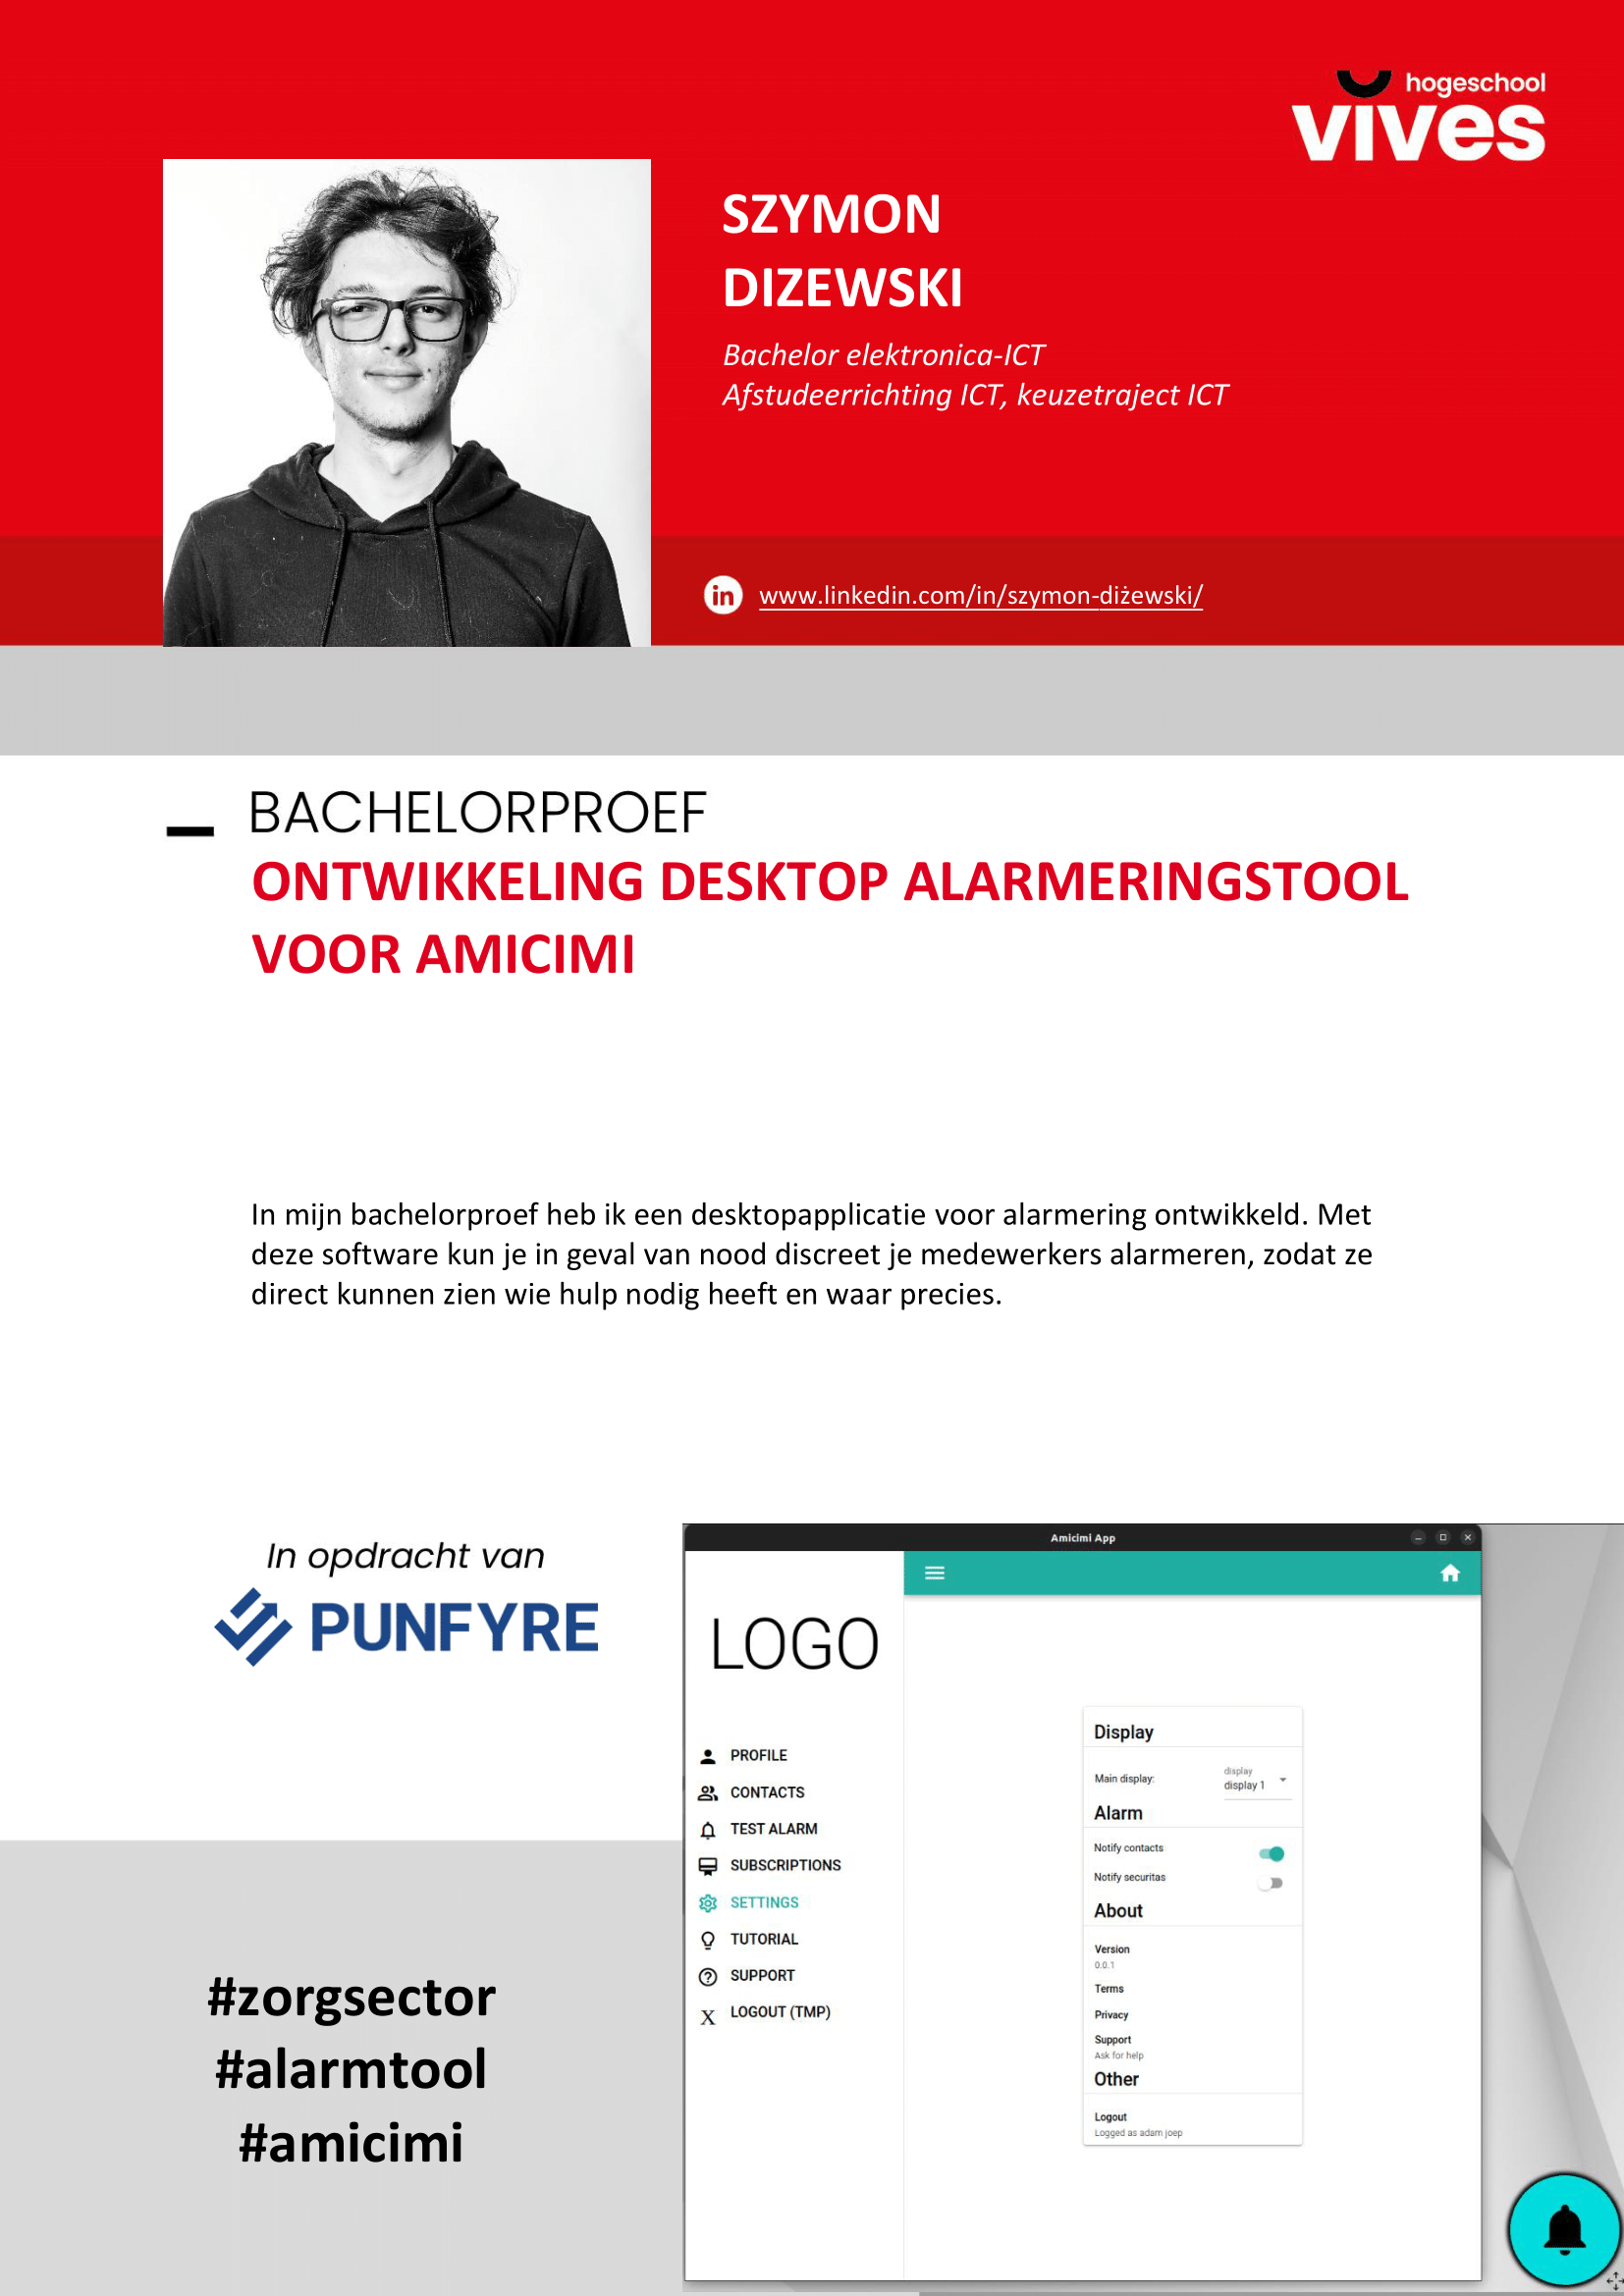 hogeschool
vives
SZYMON
DIZEWSKI
Bachelor elektronica-ICT
Afstudeerrichting ICT, keuzetraject ICT
in www.linkedin.com/in/szymon-diżewski/
BACHELORPROEF
ONTWIKKELING DESKTOP ALARMERINGSTOOL
VOOR AMICIMI
In mijn bachelorproef heb ik een desktopapplicatie voor alarmering ontwikkeld. Met
deze software kun je in geval van nood discreet je medewerkers alarmeren, zodat ze
direct kunnen zien wie hulp nodig heeft en waar precies.
In opdracht van
PUNFYRE
#zorgsector
#alarmtool
#amicimi
Amicimi App
LOGO
PROFILE
CONTACTS
TEST ALARM
SUBSCRIPTIONS
SETTINGS
TUTORIAL
SUPPORT
X LOGOUT (TMP)
Display
Main display:
display
display 1
Alarm
Notify contacts
Notify securitas
About
Version
0.0.1
Terms
Privacy
Support
Ask for help
Other
Logout
Logged as adam joep